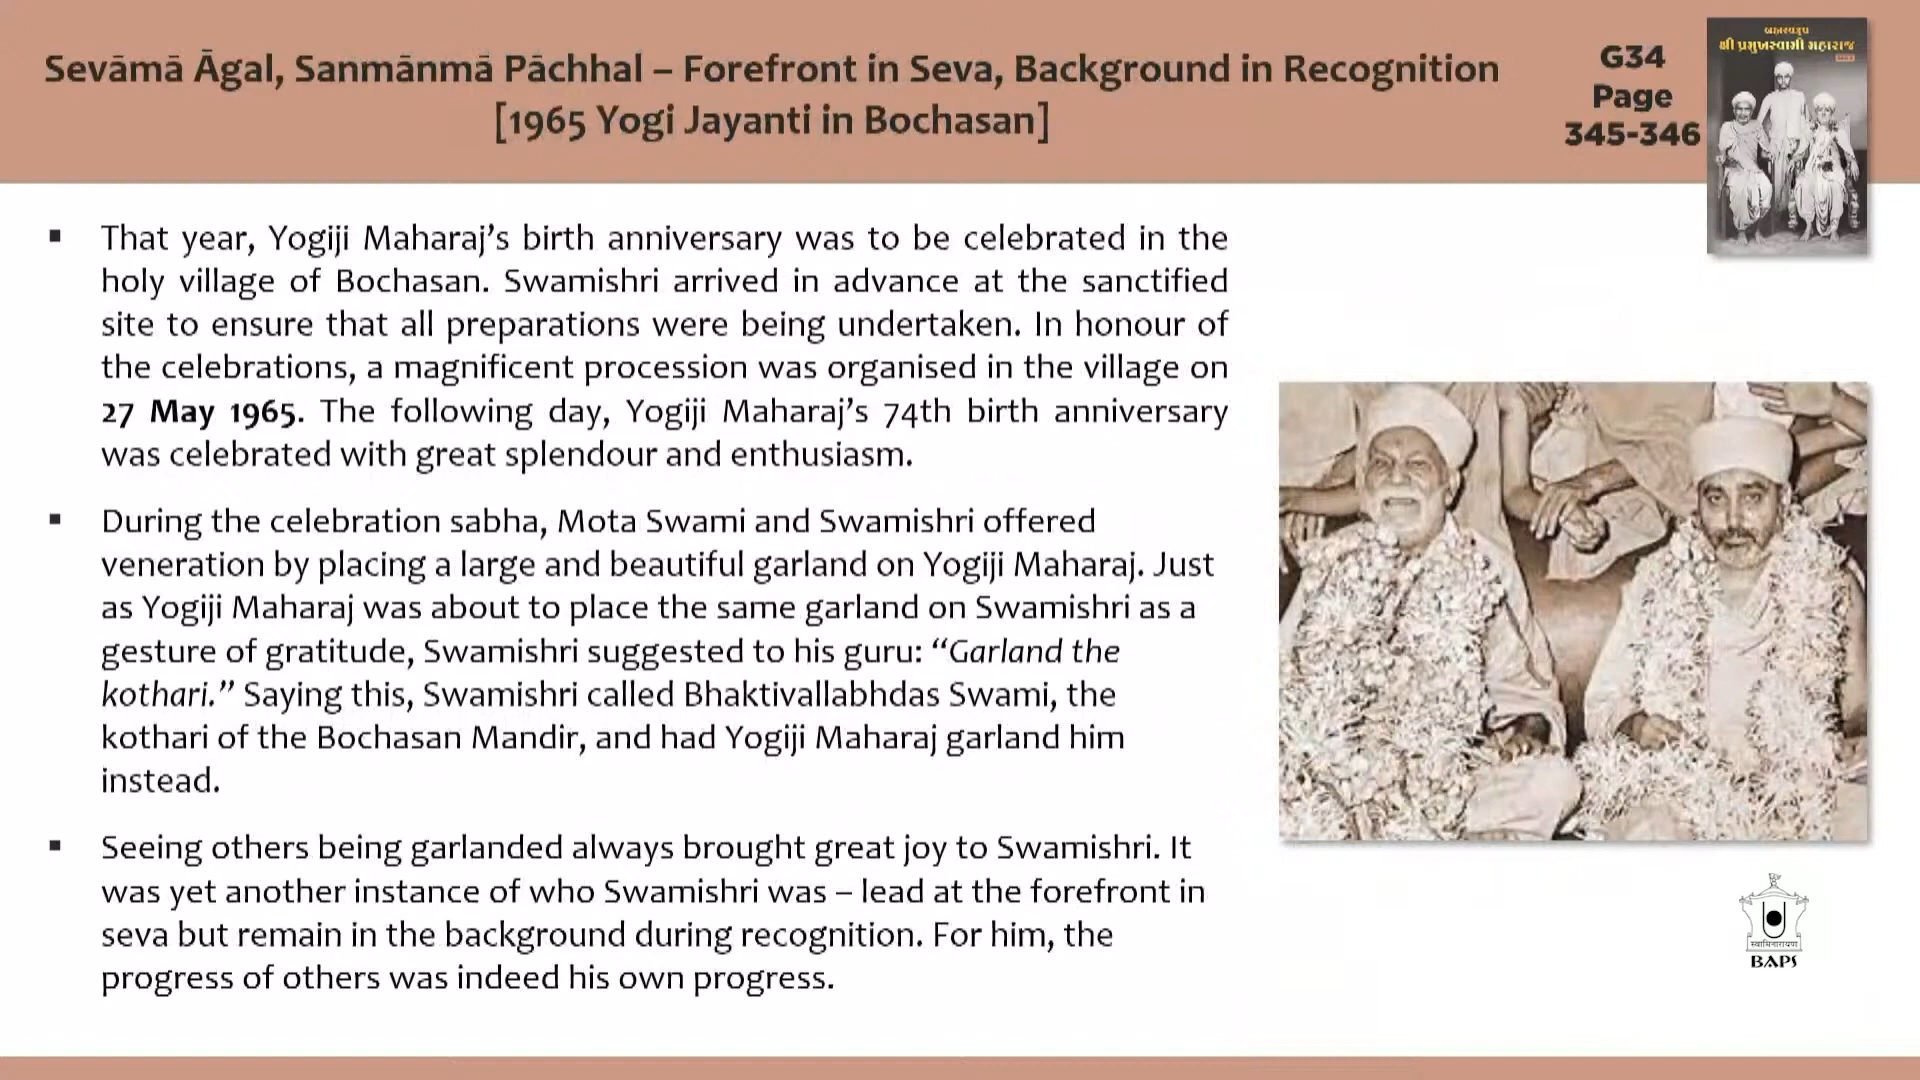 Sevāmā Āgal, Sanmānmā Pāchhal – Forefront in Seva, Background in Recognition
[1965 Yogi Jayanti in Bochasan]
G34
Page
345-346
બ્રહ્મસ્વરૂપ
શ્રી પ્રમુખસ્વામી મહારાજ
That year, Yogiji Maharaj’s birth anniversary was to be celebrated in the
holy village of Bochasan. Swamishri arrived in advance at the sanctified
site to ensure that all preparations were being undertaken. In honour of
the celebrations, a magnificent procession was organised in the village on
27 May 1965. The following day, Yogiji Maharaj’s 74th birth anniversary
was celebrated with great splendour and enthusiasm.
During the celebration sabha, Mota Swami and Swamishri offered
veneration by placing a large and beautiful garland on Yogiji Maharaj. Just
as Yogiji Maharaj was about to place the same garland on Swamishri as a
gesture of gratitude, Swamishri suggested to his guru: “Garland the
kothari.” Saying this, Swamishri called Bhaktivallabhdas Swami, the
kothari of the Bochasan Mandir, and had Yogiji Maharaj garland him
instead.
Seeing others being garlanded always brought great joy to Swamishri. It
was yet another instance of who Swamishri was – lead at the forefront in
seva but remain in the background during recognition. For him, the
progress of others was indeed his own progress.
स्वामिनारायण
BAPS